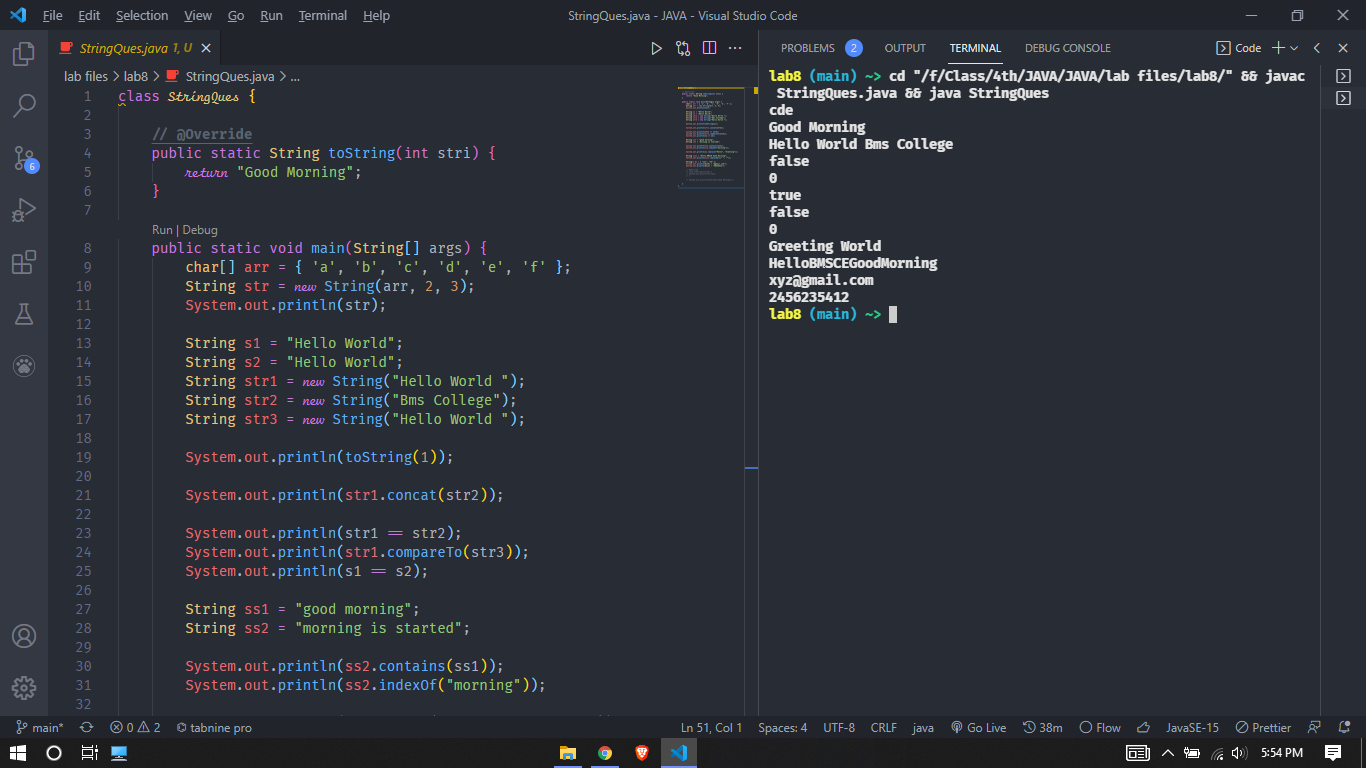 File Edit Selection View Go Run Terminal Help StringQues.java - JAVA - Visual Studio Code
StringQues.java 1, U
lab files > lab8 > StringQues.java > ...
1 class StringQues {
2
3 // @Override
4 public static String toString(int stri) {
5 return "Good Morning";
6 }
7
Run | Debug
8 public static void main(String[] args) {
9 char[] arr = { 'a', 'b', 'c', 'd', 'e', 'f' };
10 String str = new String(arr, 2, 3);
11 System.out.println(str);
12
13 String s1 = "Hello World";
14 String s2 = "Hello World";
15 String str1 = new String("Hello World ");
16 String str2 = new String("Bms College");
17 String str3 = new String("Hello World ");
18
19 System.out.println(toString(1));
20
21 System.out.println(str1.concat(str2));
22
23 System.out.println(str1 == str2);
24 System.out.println(str1.compareTo(str3));
25 System.out.println(s1 == s2);
26
27 String ss1 = "good morning";
28 String ss2 = "morning is started";
29
30 System.out.println(ss2.contains(ss1));
31 System.out.println(ss2.indexOf("morning"));
32
PROBLEMS 2 OUTPUT TERMINAL DEBUG CONSOLE Code
lab8 (main) ~> cd "/f/Class/4th/JAVA/JAVA/lab files/lab8/" && javac
StringQues.java && java StringQues
cde
Good Morning
Hello World Bms College
false
0
true
false
0
Greeting World
HelloBMSCEGoodMorning
xyz@gmail.com
2456235412
lab8 (main) ~>
6
main* 0 2 tabnine pro Ln 51, Col 1 Spaces: 4 UTF-8 CRLF java Go Live 38m Flow JavaSE-15 Prettier
5:54 PM